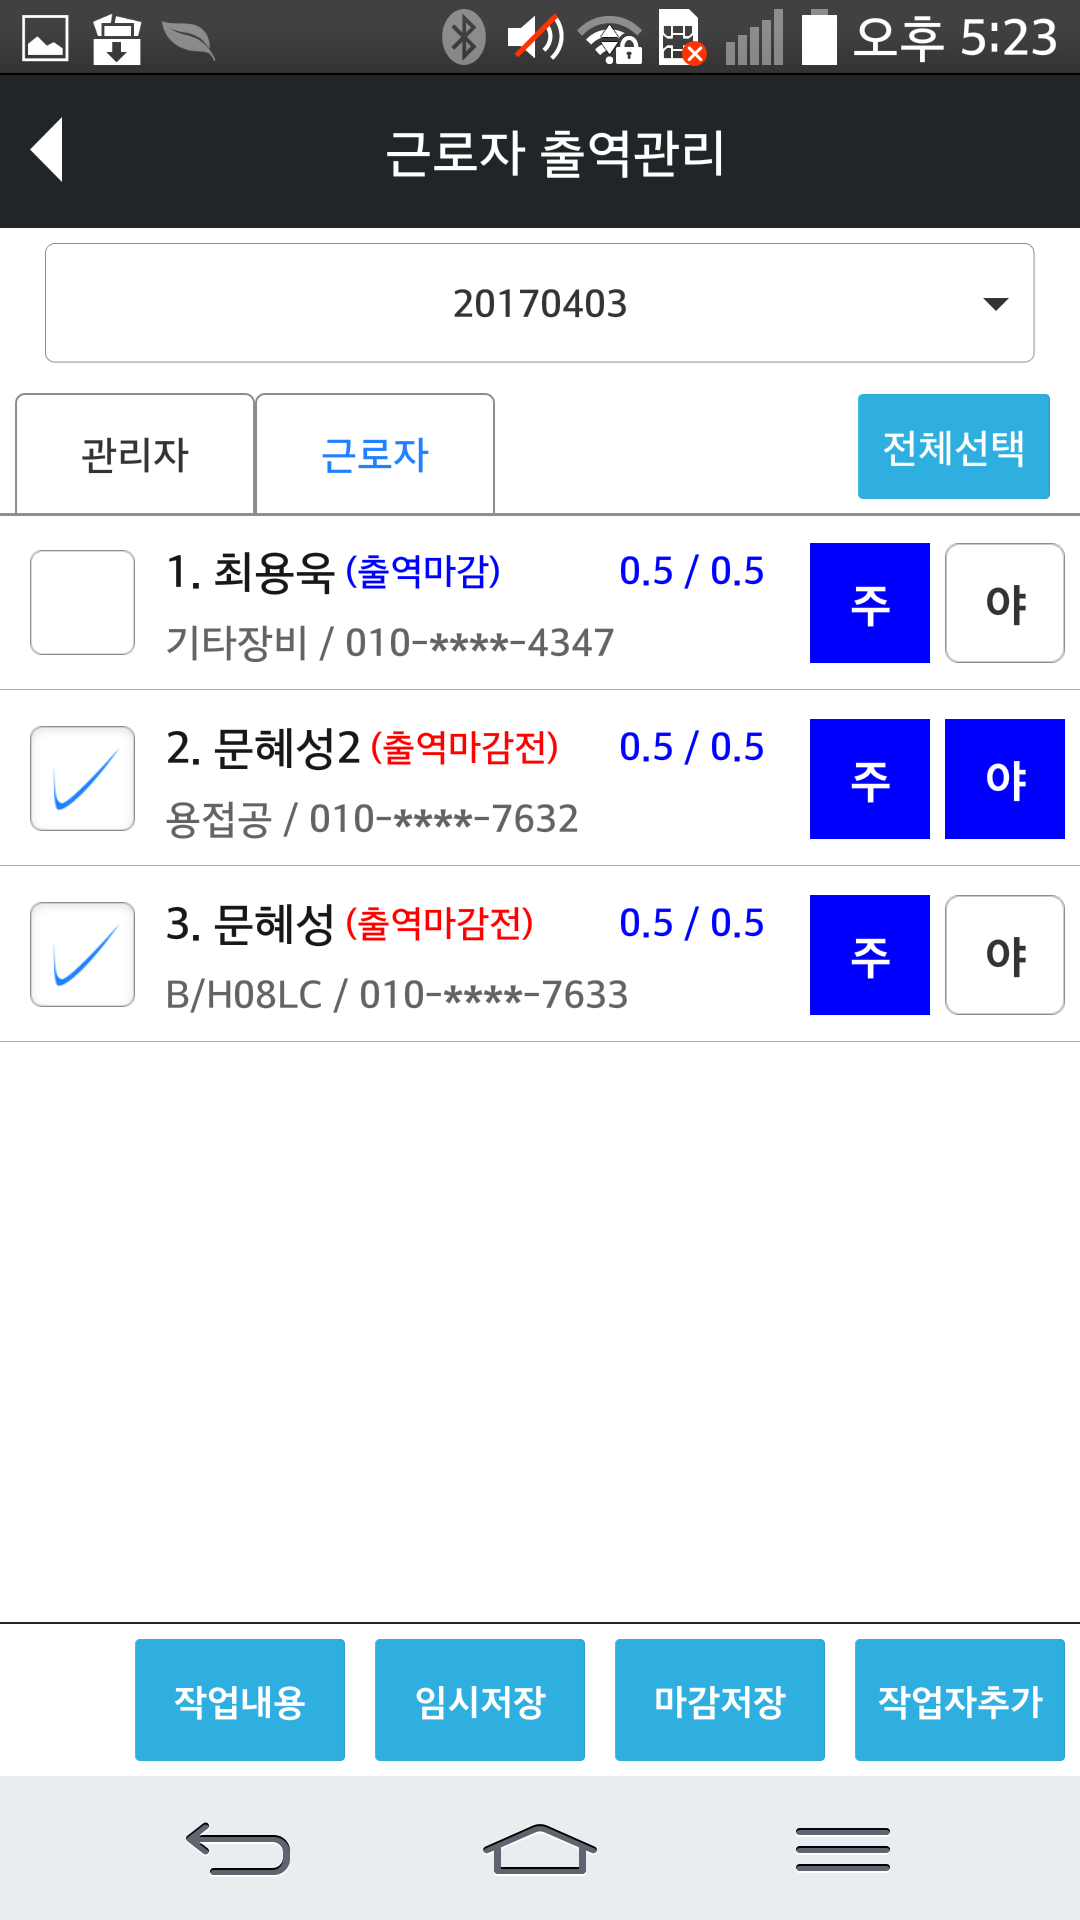 오후 5:23
근로자 출역관리
20170403
관리자 근로자 전체선택
1. 최용욱 (출역마감) 0.5 / 0.5 주 야
기타장비 / 010-****-4347
2. 문혜성2 (출역마감전) 0.5 / 0.5 주 야
용접공 / 010-****-7632
3. 문혜성 (출역마감전) 0.5 / 0.5 주 야
B/H08LC / 010-****-7633
작업내용 임시저장 마감저장 작업자추가